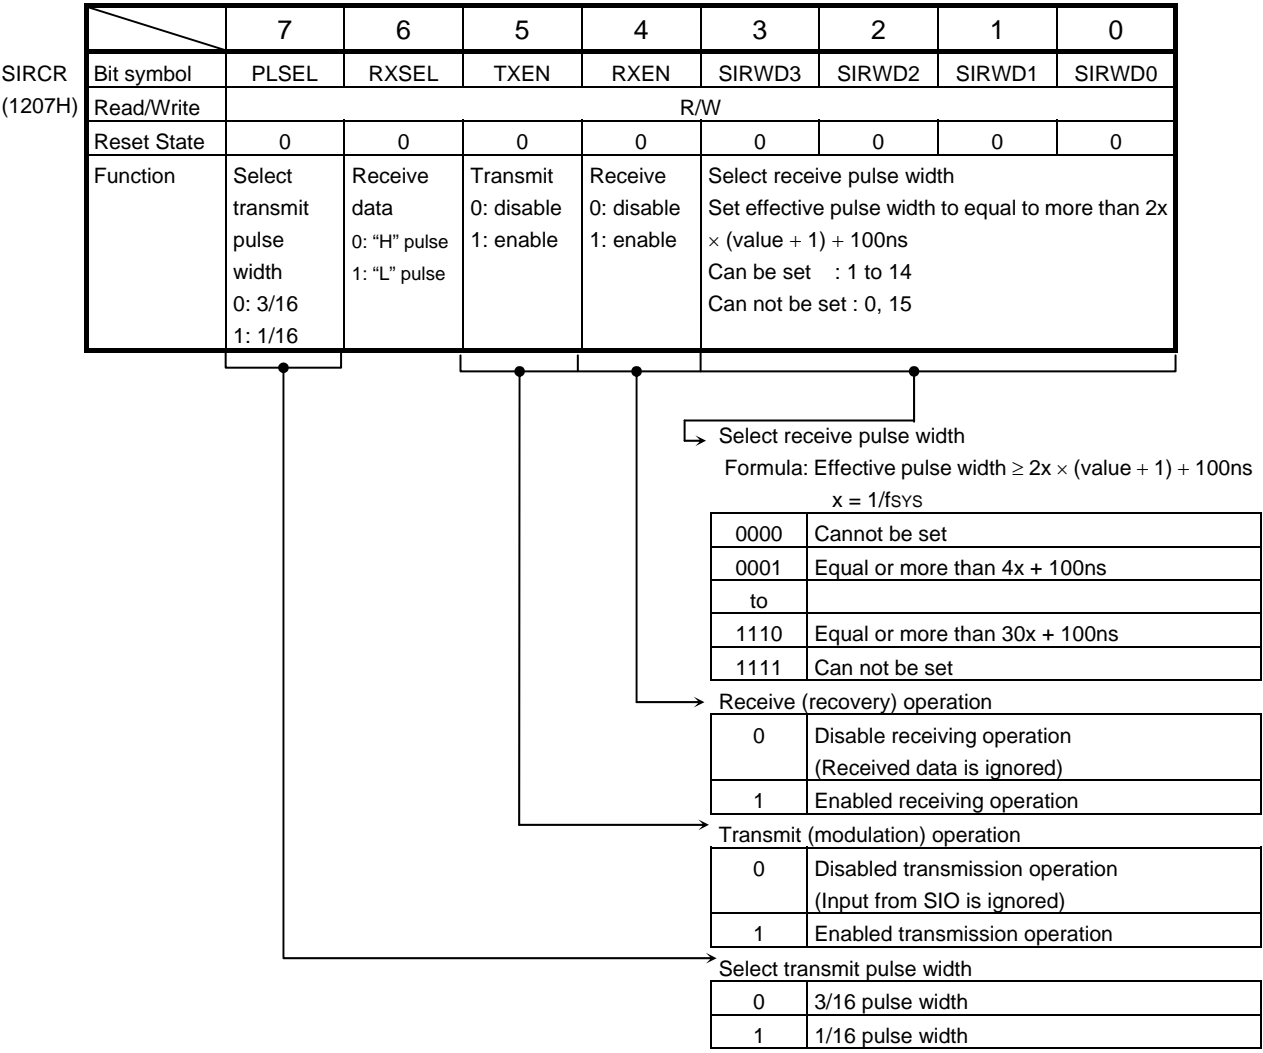 7 6 5 4 3 2 1 0
SIRCR Bit symbol PLSEL RXSEL TXEN RXEN SIRWD3 SIRWD2 SIRWD1 SIRWD0
(1207H) Read/Write R/W
Reset State 0 0 0 0 0 0 0 0
Function Select Receive Transmit Receive Select receive pulse width
transmit data 0: disable 0: disable Set effective pulse width to equal to more than 2x
pulse 0: “H” pulse 1: enable 1: enable × (value + 1) + 100ns
width 1: “L” pulse Can be set : 1 to 14
0: 3/16 Can not be set : 0, 15
1: 1/16
Select receive pulse width
Formula: Effective pulse width ≥ 2x × (value + 1) + 100ns
x = 1/fSYS
0000 Cannot be set
0001 Equal or more than 4x + 100ns
to
1110 Equal or more than 30x + 100ns
1111 Can not be set
Receive (recovery) operation
0 Disable receiving operation
(Received data is ignored)
1 Enabled receiving operation
Transmit (modulation) operation
0 Disabled transmission operation
(Input from SIO is ignored)
1 Enabled transmission operation
Select transmit pulse width
0 3/16 pulse width
1 1/16 pulse width